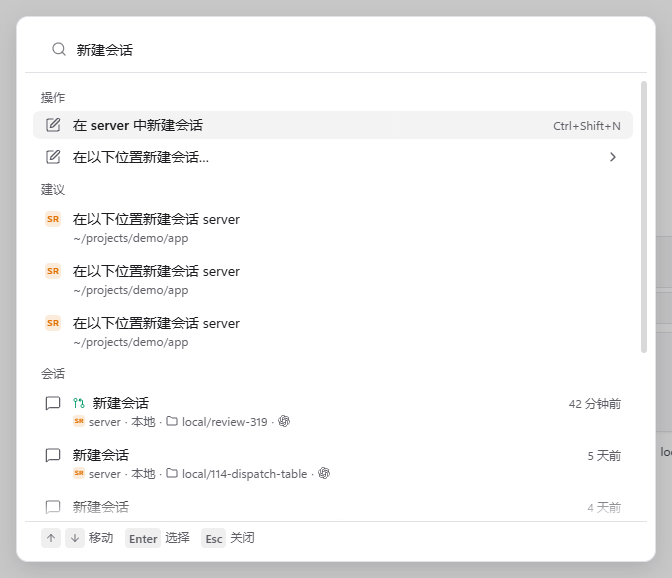 新建会话
操作
在 server 中新建会话 Ctrl+Shift+N
在以下位置新建会话...
建议
SR 在以下位置新建会话 server
~/projects/demo/app
SR 在以下位置新建会话 server
~/projects/demo/app
SR 在以下位置新建会话 server
~/projects/demo/app
会话
新建会话 42 分钟前
SR server · 本地 · local/review-319 ·
新建会话 5 天前
SR server · 本地 · local/114-dispatch-table ·
新建会话 4 天前
↑ ↓ 移动 Enter 选择 Esc 关闭